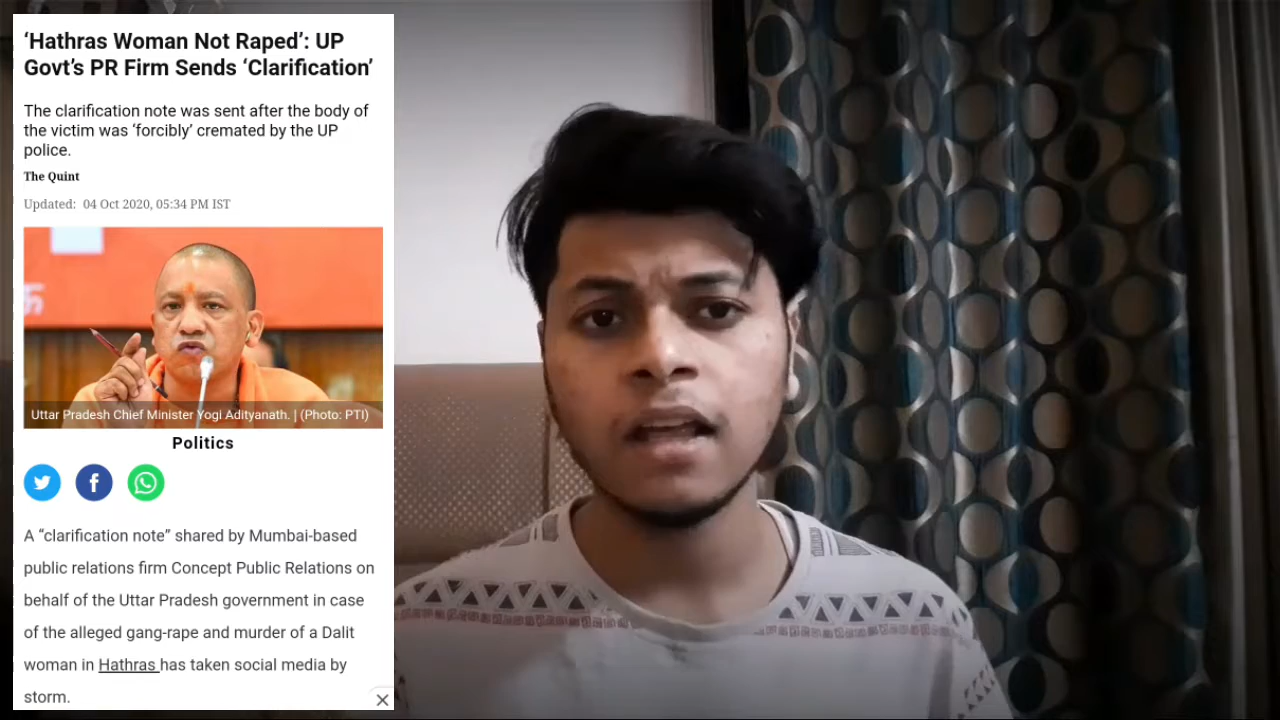 ‘Hathras Woman Not Raped’: UP
Govt’s PR Firm Sends ‘Clarification’
The clarification note was sent after the body of
the victim was ‘forcibly’ cremated by the UP
police.
The Quint
Updated: 04 Oct 2020, 05:34 PM IST
Uttar Pradesh Chief Minister Yogi Adityanath. | (Photo: PTI)
Politics
A “clarification note” shared by Mumbai-based
public relations firm Concept Public Relations on
behalf of the Uttar Pradesh government in case
of the alleged gang-rape and murder of a Dalit
woman in Hathras has taken social media by
storm.